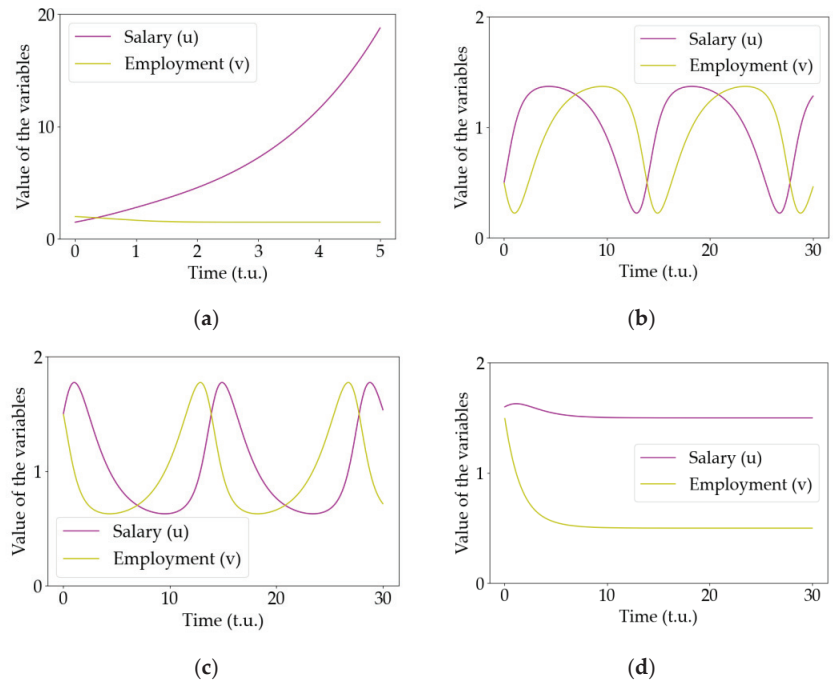 20
Salary (u)
Employment (v)
10
0
0 1 2 3 4 5
Value of the variables
Time (t.u.)
(a)
2
Salary (u)
Employment (v)
1
0
0 10 20 30
Value of the variables
Time (t.u.)
(b)
2
1
Salary (u)
Employment (v)
0
0 10 20 30
Value of the variables
Time (t.u.)
(c)
2
Salary (u)
Employment (v)
1
0
0 10 20 30
Value of the variables
Time (t.u.)
(d)